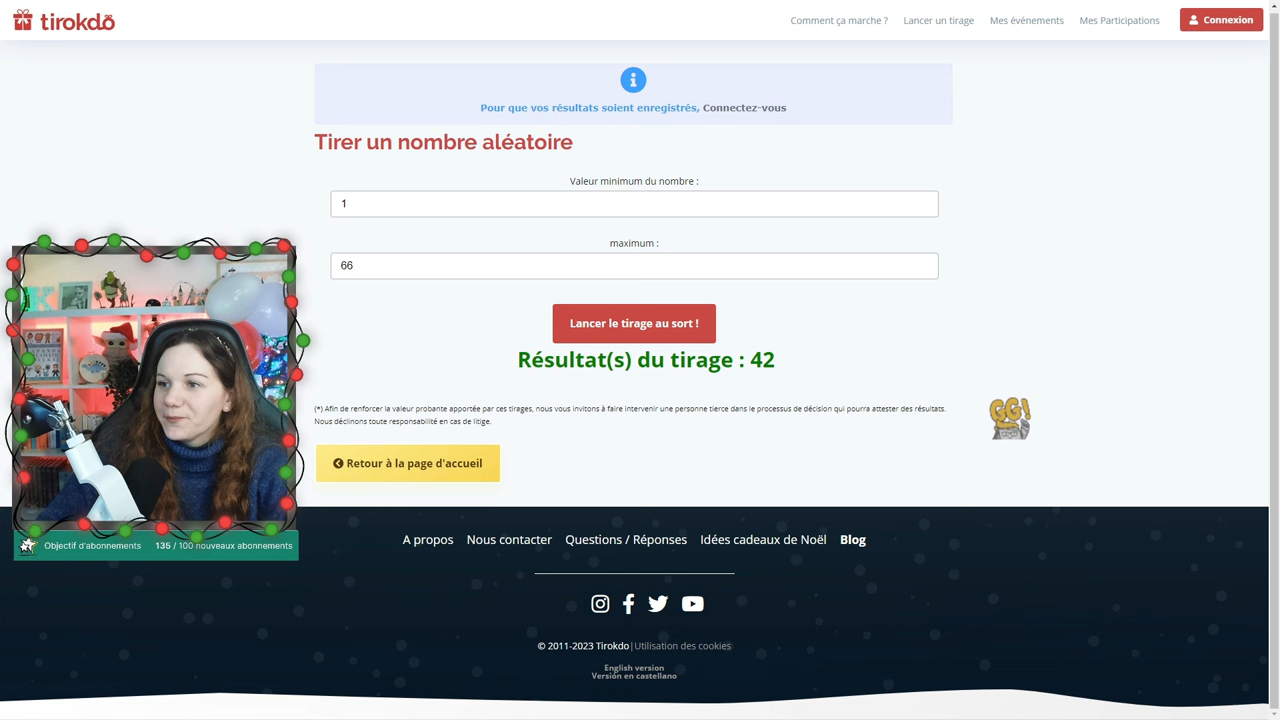 tirokdo
Comment ça marche ?
Lancer un tirage
Mes événements
Mes Participations
Connexion
Pour que vos résultats soient enregistrés, Connectez-vous
Tirer un nombre aléatoire
Valeur minimum du nombre :
1
maximum :
66
Lancer le tirage au sort !
Résultat(s) du tirage : 42
(*) Afin de renforcer la valeur probante apportée par ces tirages, nous vous invitons à faire intervenir une personne tierce dans le processus de décision qui pourra attester des résultats.
Nous déclinons toute responsabilité en cas de litige.
GG!
Retour à la page d'accueil
Objectif d'abonnements 135 / 100 nouveaux abonnements
A propos
Nous contacter
Questions / Réponses
Idées cadeaux de Noël
Blog
© 2011-2023 Tirokdo|Utilisation des cookies
English version
Versión en castellano